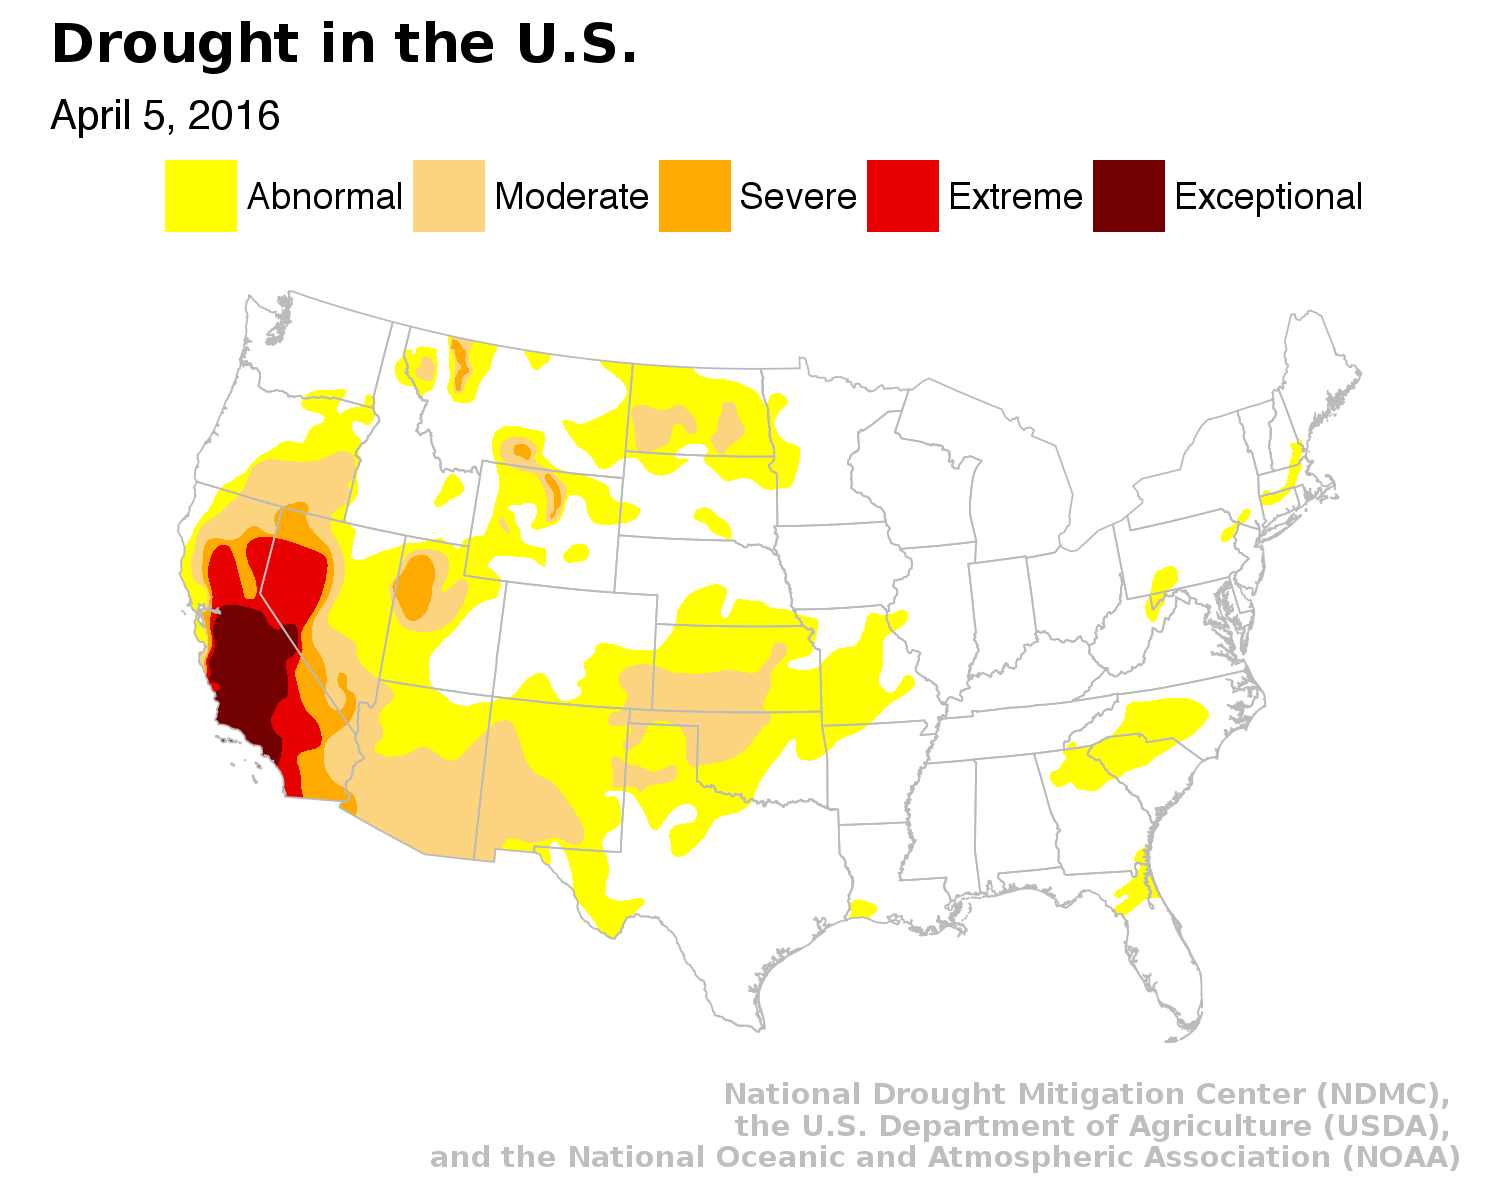 Drought in the U.S.
April 5, 2016
Abnormal Moderate Severe Extreme Exceptional
National Drought Mitigation Center (NDMC),
the U.S. Department of Agriculture (USDA),
and the National Oceanic and Atmospheric Association (NOAA)